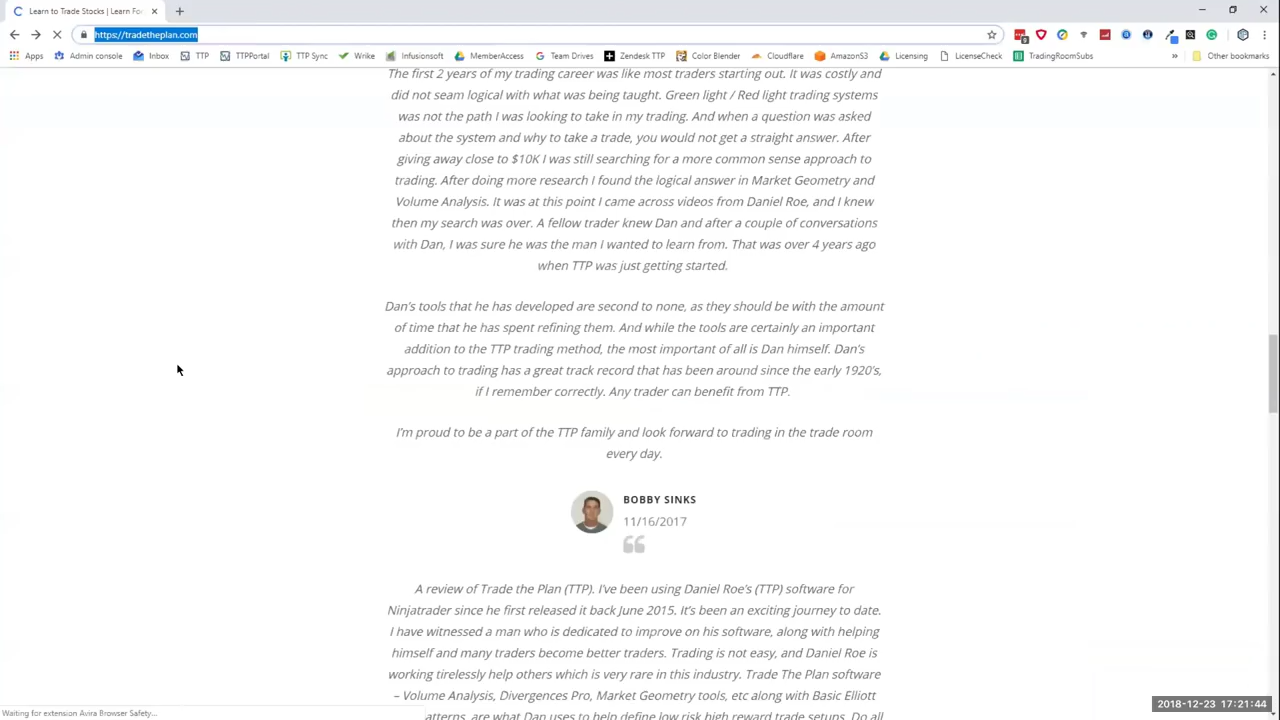 Learn to Trade Stocks | Learn Fo
https://tradetheplan.com
Apps Admin console Inbox TTP TTPPortal TTP Sync Wrike Infusionsoft MemberAccess Team Drives Zendesk TTP Color Blender Cloudflare AmazonS3 Licensing LicenseCheck TradingRoomSubs » Other bookmarks
The first 2 years of my trading career was like most traders starting out. It was costly and
did not seam logical with what was being taught. Green light / Red light trading systems
was not the path I was looking to take in my trading. And when a question was asked
about the system and why to take a trade, you would not get a straight answer. After
giving away close to $10K I was still searching for a more common sense approach to
trading. After doing more research I found the logical answer in Market Geometry and
Volume Analysis. It was at this point I came across videos from Daniel Roe, and I knew
then my search was over. A fellow trader knew Dan and after a couple of conversations
with Dan, I was sure he was the man I wanted to learn from. That was over 4 years ago
when TTP was just getting started.
Dan's tools that he has developed are second to none, as they should be with the amount
of time that he has spent refining them. And while the tools are certainly an important
addition to the TTP trading method, the most important of all is Dan himself. Dan's
approach to trading has a great track record that has been around since the early 1920's,
if I remember correctly. Any trader can benefit from TTP.
I'm proud to be a part of the TTP family and look forward to trading in the trade room
every day.
BOBBY SINKS
11/16/2017
A review of Trade the Plan (TTP). I've been using Daniel Roe's (TTP) software for
Ninjatrader since he first released it back June 2015. It's been an exciting journey to date.
I have witnessed a man who is dedicated to improve on his software, along with helping
himself and many traders become better traders. Trading is not easy, and Daniel Roe is
working tirelessly help others which is very rare in this industry. Trade The Plan software
– Volume Analysis, Divergences Pro, Market Geometry tools, etc along with Basic Elliott
atterns, are what Dan uses to help define low risk high reward trade setups. Do all
Waiting for extension Avira Browser Safety...
2018-12-23 17:21:44